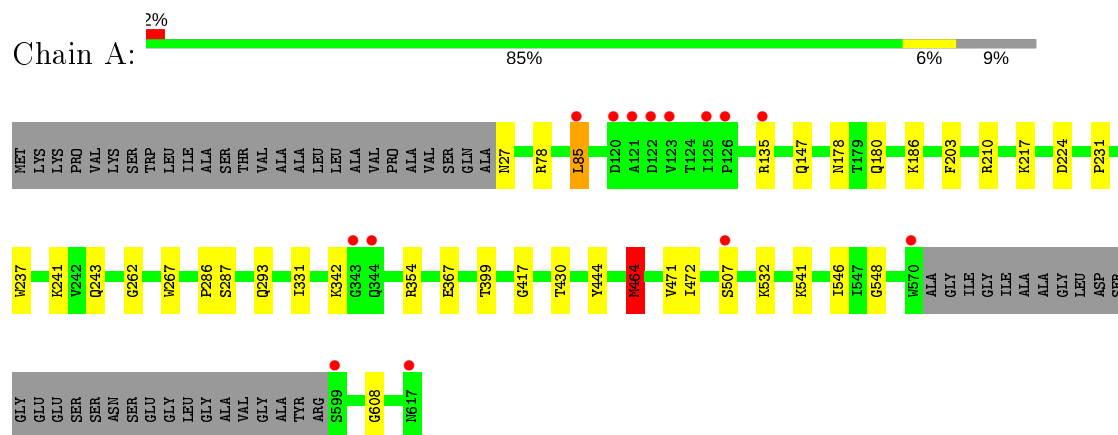 2%
Chain A:
85% 6% 9%
MET LYS LYS PRO VAL LYS SER TRP LEU ILE ALA SER THR VAL ALA ALA LEU LEU ALA VAL PRO ALA VAL SER GLN ALA N27 R78 L85 D120 A121 D122 V123 T124 I125 P126 R135 Q147 N178 T179 Q180 K186 F203 R210 K217 D224 P231
W237 K241 V242 Q243 G262 W267 P286 S287 Q293 I331 K342 G343 Q344 R354 E367 T399 G417 T430 Y444 M464 V471 I472 S507 K532 K541 I546 I547 G548 W570 ALA GLY ILE GLY ILE ALA ALA GLY LEU ASP SER
GLY GLU GLU SER SER ASN SER GLU GLY LEU GLY ALA VAL GLY ALA TYR ARG S599 G608 N617